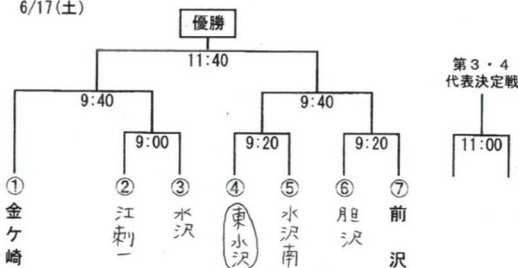 6/17(土)
優勝
11:40
第3・4
代表決定戦
9:40
9:40
9:00
9:20
9:20
11:00
①
②
③
④
⑤
⑥
⑦
金ケ崎
江刺一
水沢
東水沢
水沢南
胆沢
前沢